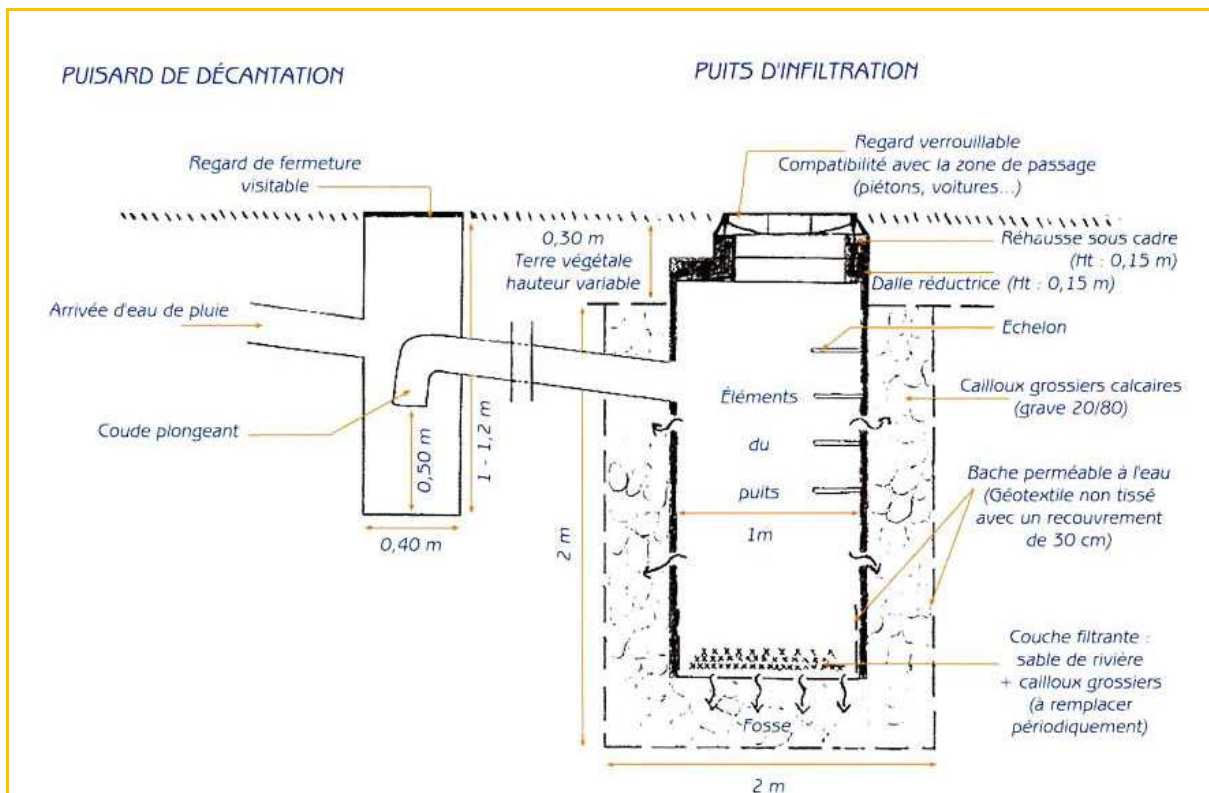 PUISARD DE DÉCANTATION
PUITS D'INFILTRATION
Regard de fermeture
visitable
Regard verrouillable
Compatibilité avec la zone de passage
(piétons, voitures...)
0,30 m
Terre végétale
hauteur variable
Réhausse sous cadre
(Ht : 0,15 m)
Dalle réductrice (Ht : 0,15 m)
Arrivée d'eau de pluie
Echelon
Éléments
du
puits
Cailloux grossiers calcaires
(grave 20/80)
Coude plongeant
0,50 m
1 - 1,2 m
0,40 m
2 m
1m
Bache perméable à l'eau
(Géotextile non tissé
avec un recouvrement
de 30 cm)
Couche filtrante :
sable de rivière
+ cailloux grossiers
(à remplacer
périodiquement)
Fosse
2 m